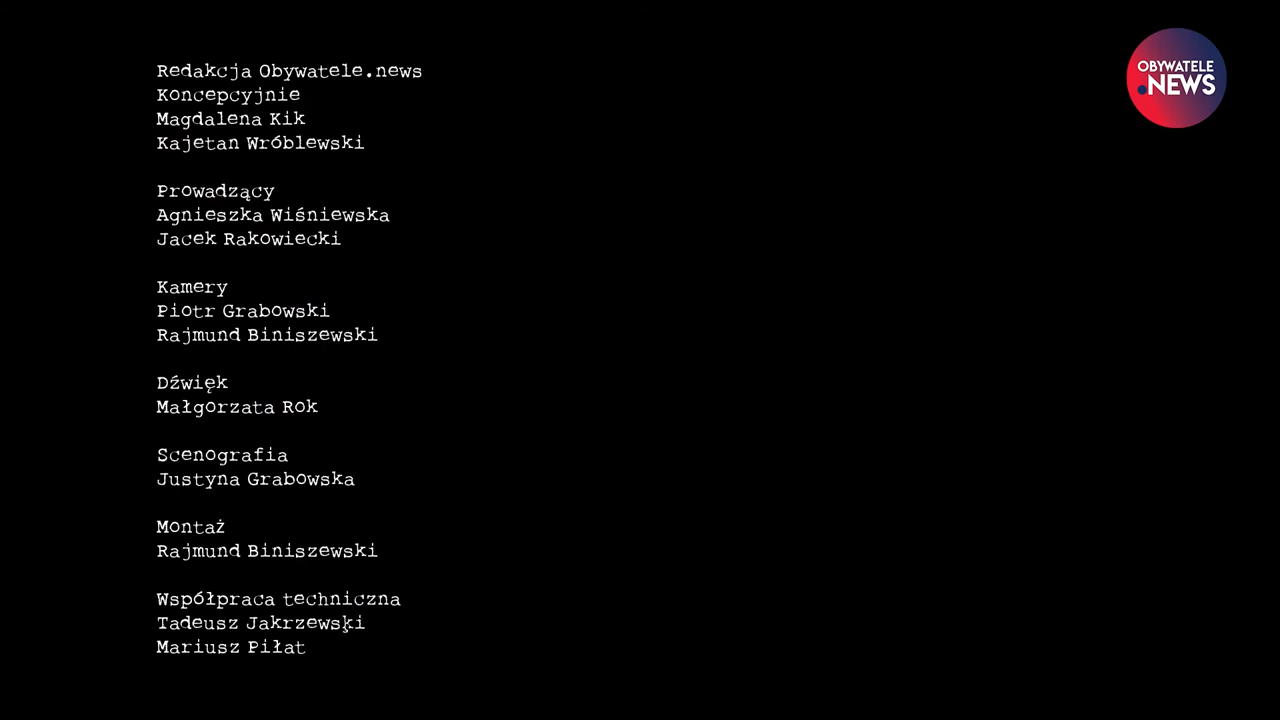 Redakcja Obywatele.news
Koncepcyjnie
Magdalena Kik
Kajetan Wróblewski
Prowadzący
Agnieszka Wiśniewska
Jacek Rakowiecki
Kamery
Piotr Grabowski
Rajmund Biniszewski
Dźwięk
Małgorzata Rok
Scenografia
Justyna Grabowska
Montaż
Rajmund Biniszewski
Współpraca techniczna
Tadeusz Jakrzewski
Mariusz Piłat
OBYWATELE
.NEWS